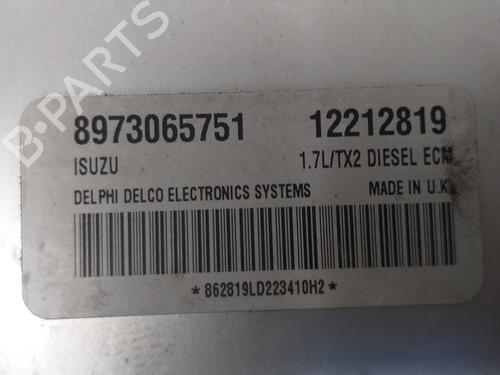 B-PARTS
8973065751 12212819
ISUZU 1.7L/TX2 DIESEL ECM
DELPHI DELCO ELECTRONICS SYSTEMS MADE IN U.K.
*862819LD223410H2*